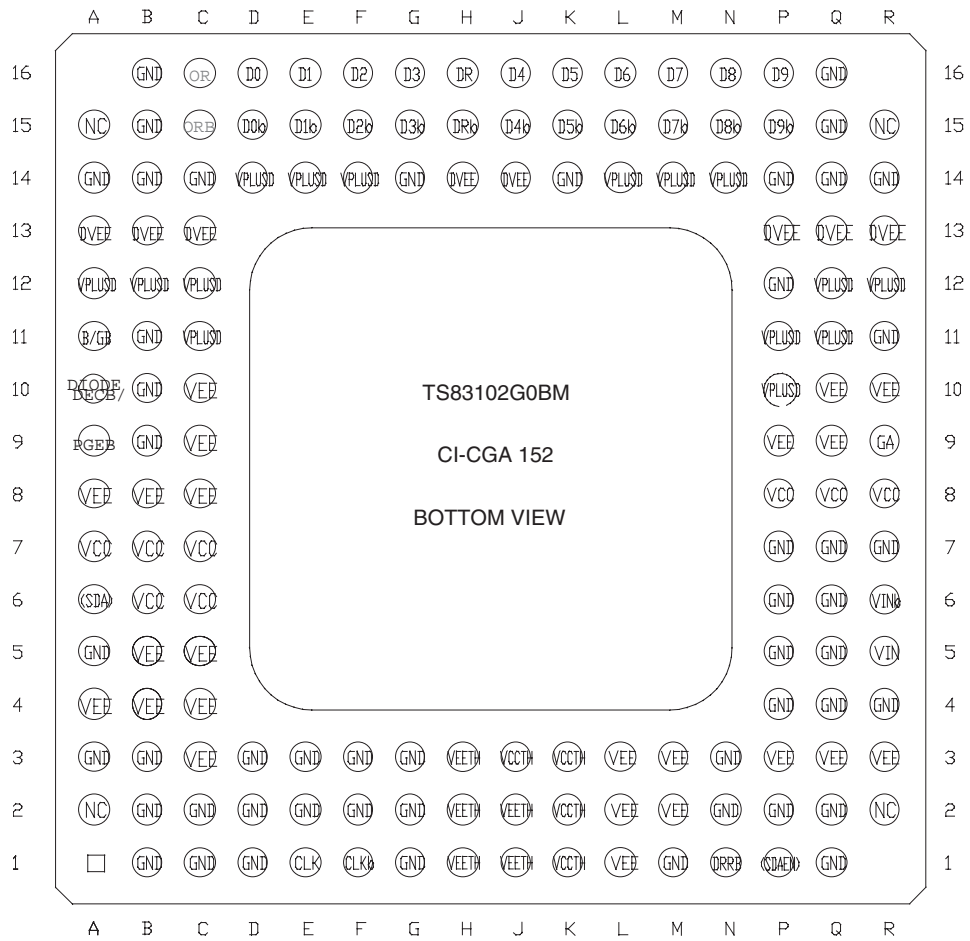 A B C D E F G H J K L M N P Q R
16 GND OR D0 D1 D2 D3 DR D4 D5 D6 D7 D8 D9 GND 16
15 NC GND ORB D0b D1b D2b D3b DRb D4b D5b D6b D7b D8b D9b GND NC 15
14 GND GND GND VPLUSD VPLUSD VPLUSD GND DVEE DVEE GND VPLUSD VPLUSD VPLUSD GND GND GND 14
13 DVEE DVEE DVEE DVEE DVEE DVEE 13
12 VPLUSD VPLUSD VPLUSD GND VPLUSD VPLUSD 12
11 B/GB GND VPLUSD VPLUSD VPLUSD GND 11
DIODE
10 DECB/ GND VEE TS83102G0BM VPLUSD VEE VEE 10
9 PGEB GND VEE CI-CGA 152 VEE VEE GA 9
8 VEE VEE VEE BOTTOM VIEW VCC VCC VCC 8
7 VCC VCC VCC GND GND GND 7
6 (SDA) VCC VCC GND GND VINb 6
5 GND VEE VEE GND GND VIN 5
4 VEE VEE VEE GND GND GND 4
3 GND GND VEE GND GND GND GND VEETH VCCTH VCCTH VEE VEE GND VEE VEE VEE 3
2 NC GND GND GND GND GND GND VEETH VEETH VCCTH VEE VEE GND GND GND NC 2
1 GND GND GND CLK CLKb GND VEETH VEETH VCCTH VEE GND DRRB (SDAEN) GND 1
A B C D E F G H J K L M N P Q R